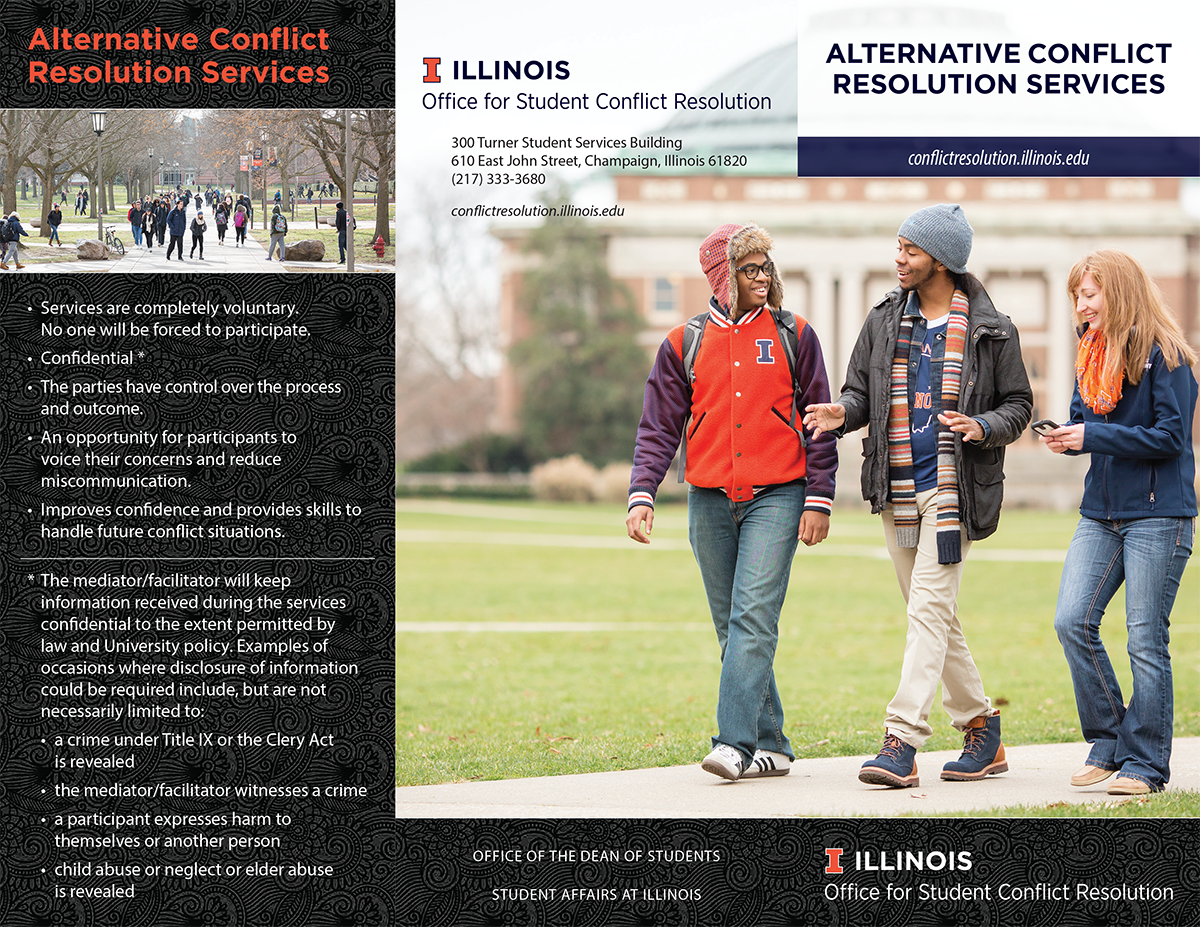 Alternative Conflict
Resolution Services
• Services are completely voluntary.
No one will be forced to participate.
• Confidential *
• The parties have control over the process
and outcome.
• An opportunity for participants to
voice their concerns and reduce
miscommunication.
• Improves confidence and provides skills to
handle future conflict situations.
* The mediator/facilitator will keep
information received during the services
confidential to the extent permitted by
law and University policy. Examples of
occasions where disclosure of information
could be required include, but are not
necessarily limited to:
• a crime under Title IX or the Clery Act
is revealed
• the mediator/facilitator witnesses a crime
• a participant expresses harm to
themselves or another person
• child abuse or neglect or elder abuse
is revealed
I ILLINOIS
Office for Student Conflict Resolution
300 Turner Student Services Building
610 East John Street, Champaign, Illinois 61820
(217) 333-3680
conflictresolution.illinois.edu
OFFICE OF THE DEAN OF STUDENTS
STUDENT AFFAIRS AT ILLINOIS
ALTERNATIVE CONFLICT
RESOLUTION SERVICES
conflictresolution.illinois.edu
I
I ILLINOIS
Office for Student Conflict Resolution